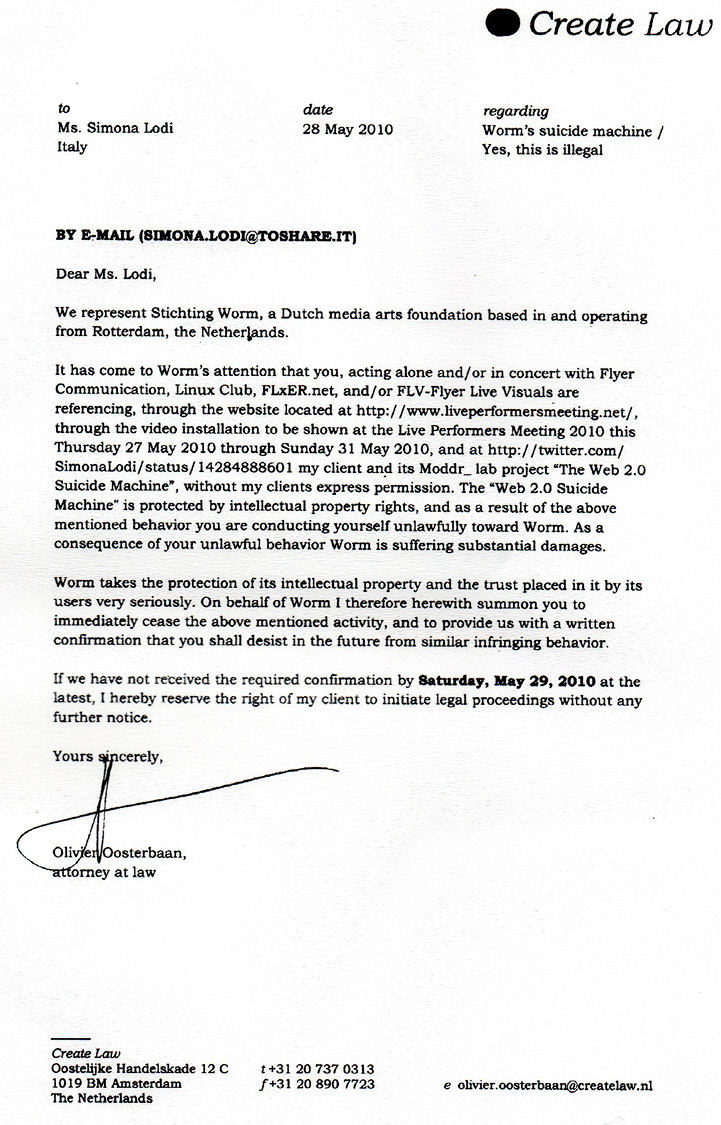 Create Law
to
Ms. Simona Lodi
Italy
date
28 May 2010
regarding
Worm's suicide machine /
Yes, this is illegal
BY E-MAIL (SIMONA.LODI@TOSHARE.IT)
Dear Ms. Lodi,
We represent Stichting Worm, a Dutch media arts foundation based in and operating
from Rotterdam, the Netherlands.
It has come to Worm's attention that you, acting alone and/or in concert with Flyer
Communication, Linux Club, FLxER.net, and/or FLV-Flyer Live Visuals are
referencing, through the website located at http://www.liveperformersmeeting.net/,
through the video installation to be shown at the Live Performers Meeting 2010 this
Thursday 27 May 2010 through Sunday 31 May 2010, and at http://twitter.com/
SimonaLodi/status/14284888601 my client and its Moddr_ lab project “The Web 2.0
Suicide Machine”, without my clients express permission. The “Web 2.0 Suicide
Machine” is protected by intellectual property rights, and as a result of the above
mentioned behavior you are conducting yourself unlawfully toward Worm. As a
consequence of your unlawful behavior Worm is suffering substantial damages.
Worm takes the protection of its intellectual property and the trust placed in it by its
users very seriously. On behalf of Worm I therefore herewith summon you to
immediately cease the above mentioned activity, and to provide us with a written
confirmation that you shall desist in the future from similar infringing behavior.
If we have not received the required confirmation by Saturday, May 29, 2010 at the
latest, I hereby reserve the right of my client to initiate legal proceedings without any
further notice.
Yours sincerely,
Olivier Oosterbaan,
attorney at law
Create Law
Oostelijke Handelskade 12 C
1019 BM Amsterdam
The Netherlands
t +31 20 737 0313
f +31 20 890 7723
e olivier.oosterbaan@createlaw.nl